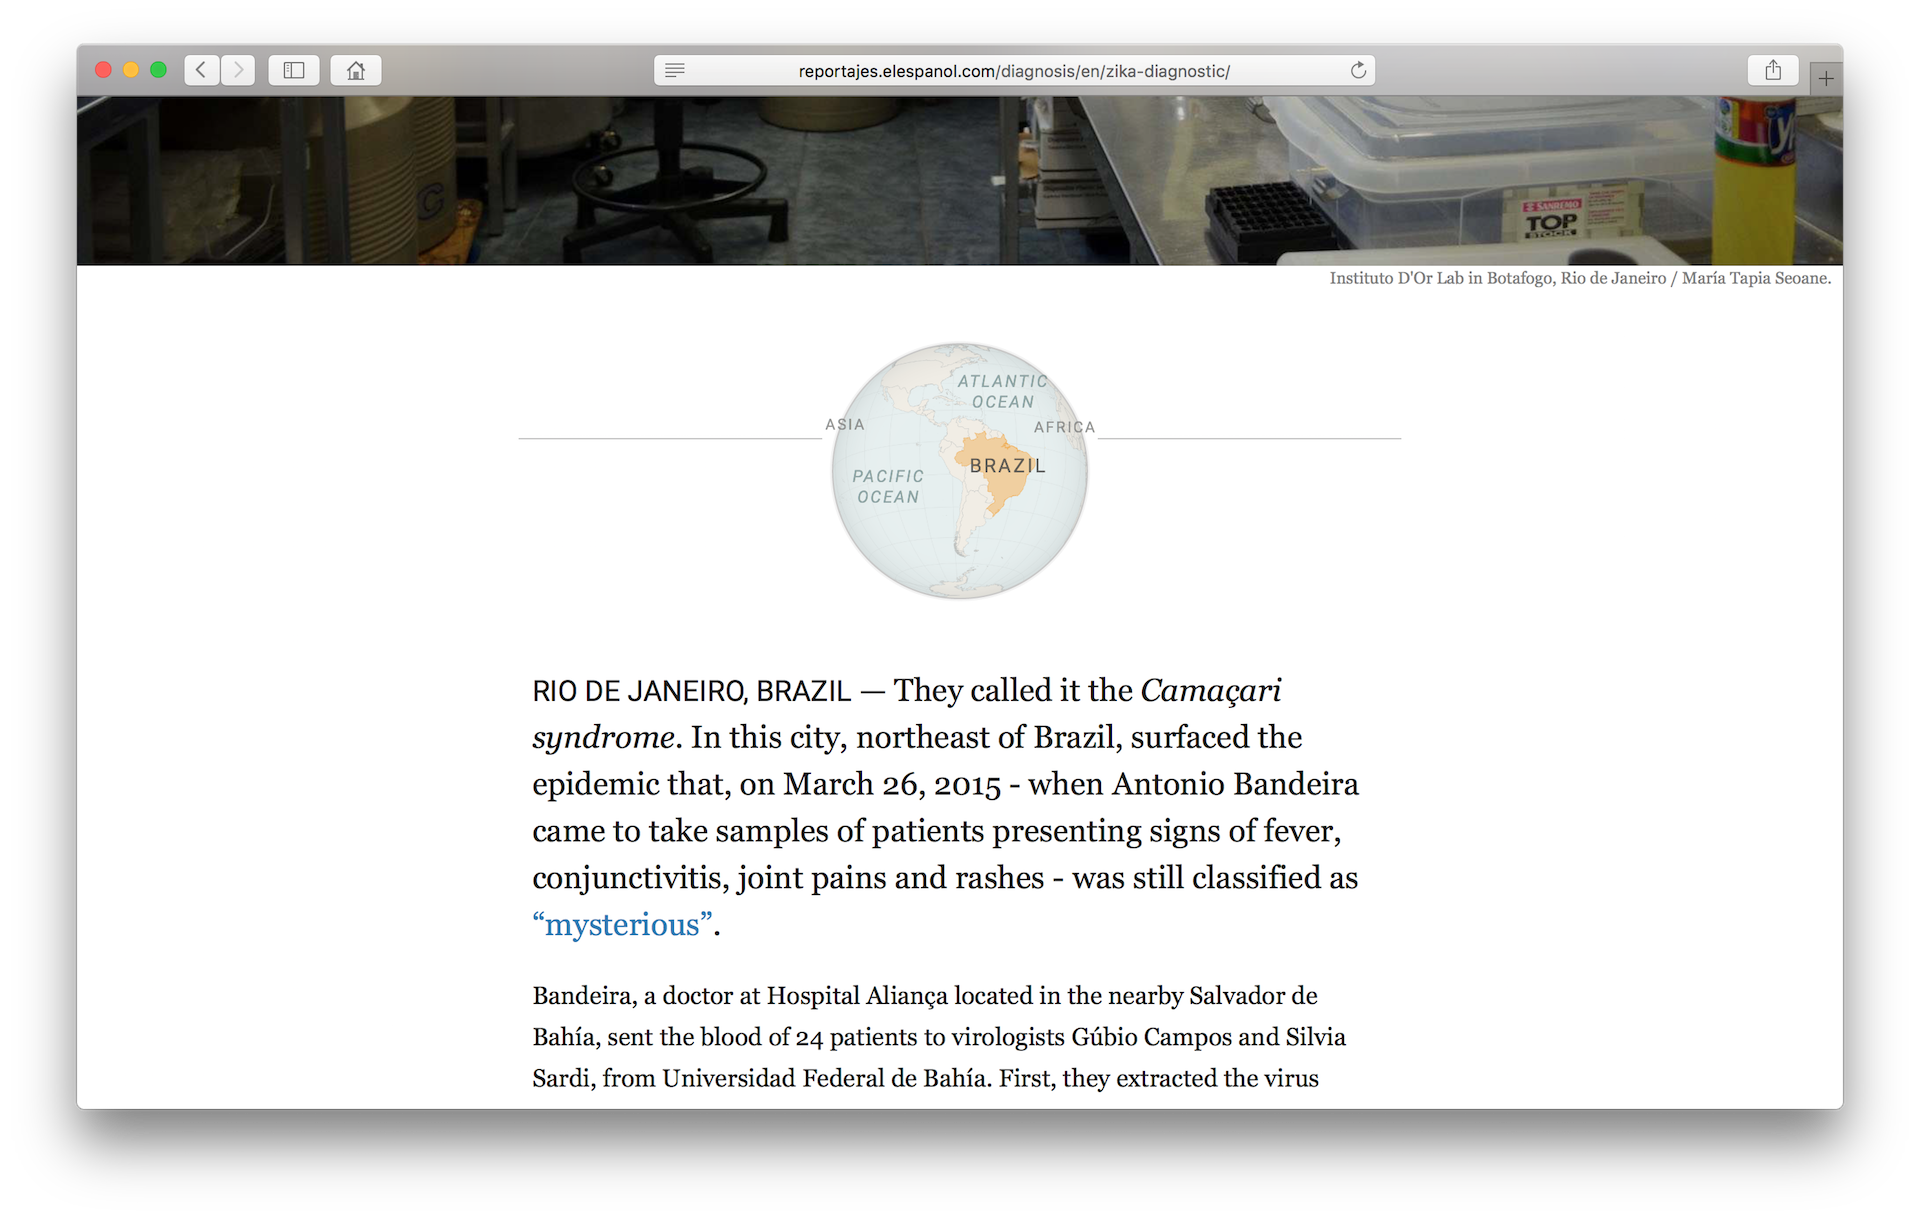 reportajes.elespanol.com/diagnosis/en/zika-diagnostic/
SANREMO
TOP
STOCK
Instituto D'Or Lab in Botafogo, Rio de Janeiro / María Tapia Seoane.
ATLANTIC
OCEAN
ASIA
AFRICA
BRAZIL
PACIFIC
OCEAN
RIO DE JANEIRO, BRAZIL — They called it the Camaçari
syndrome. In this city, northeast of Brazil, surfaced the
epidemic that, on March 26, 2015 - when Antonio Bandeira
came to take samples of patients presenting signs of fever,
conjunctivitis, joint pains and rashes - was still classified as
“mysterious”.
Bandeira, a doctor at Hospital Aliança located in the nearby Salvador de
Bahía, sent the blood of 24 patients to virologists Gúbio Campos and Silvia
Sardi, from Universidad Federal de Bahía. First, they extracted the virus